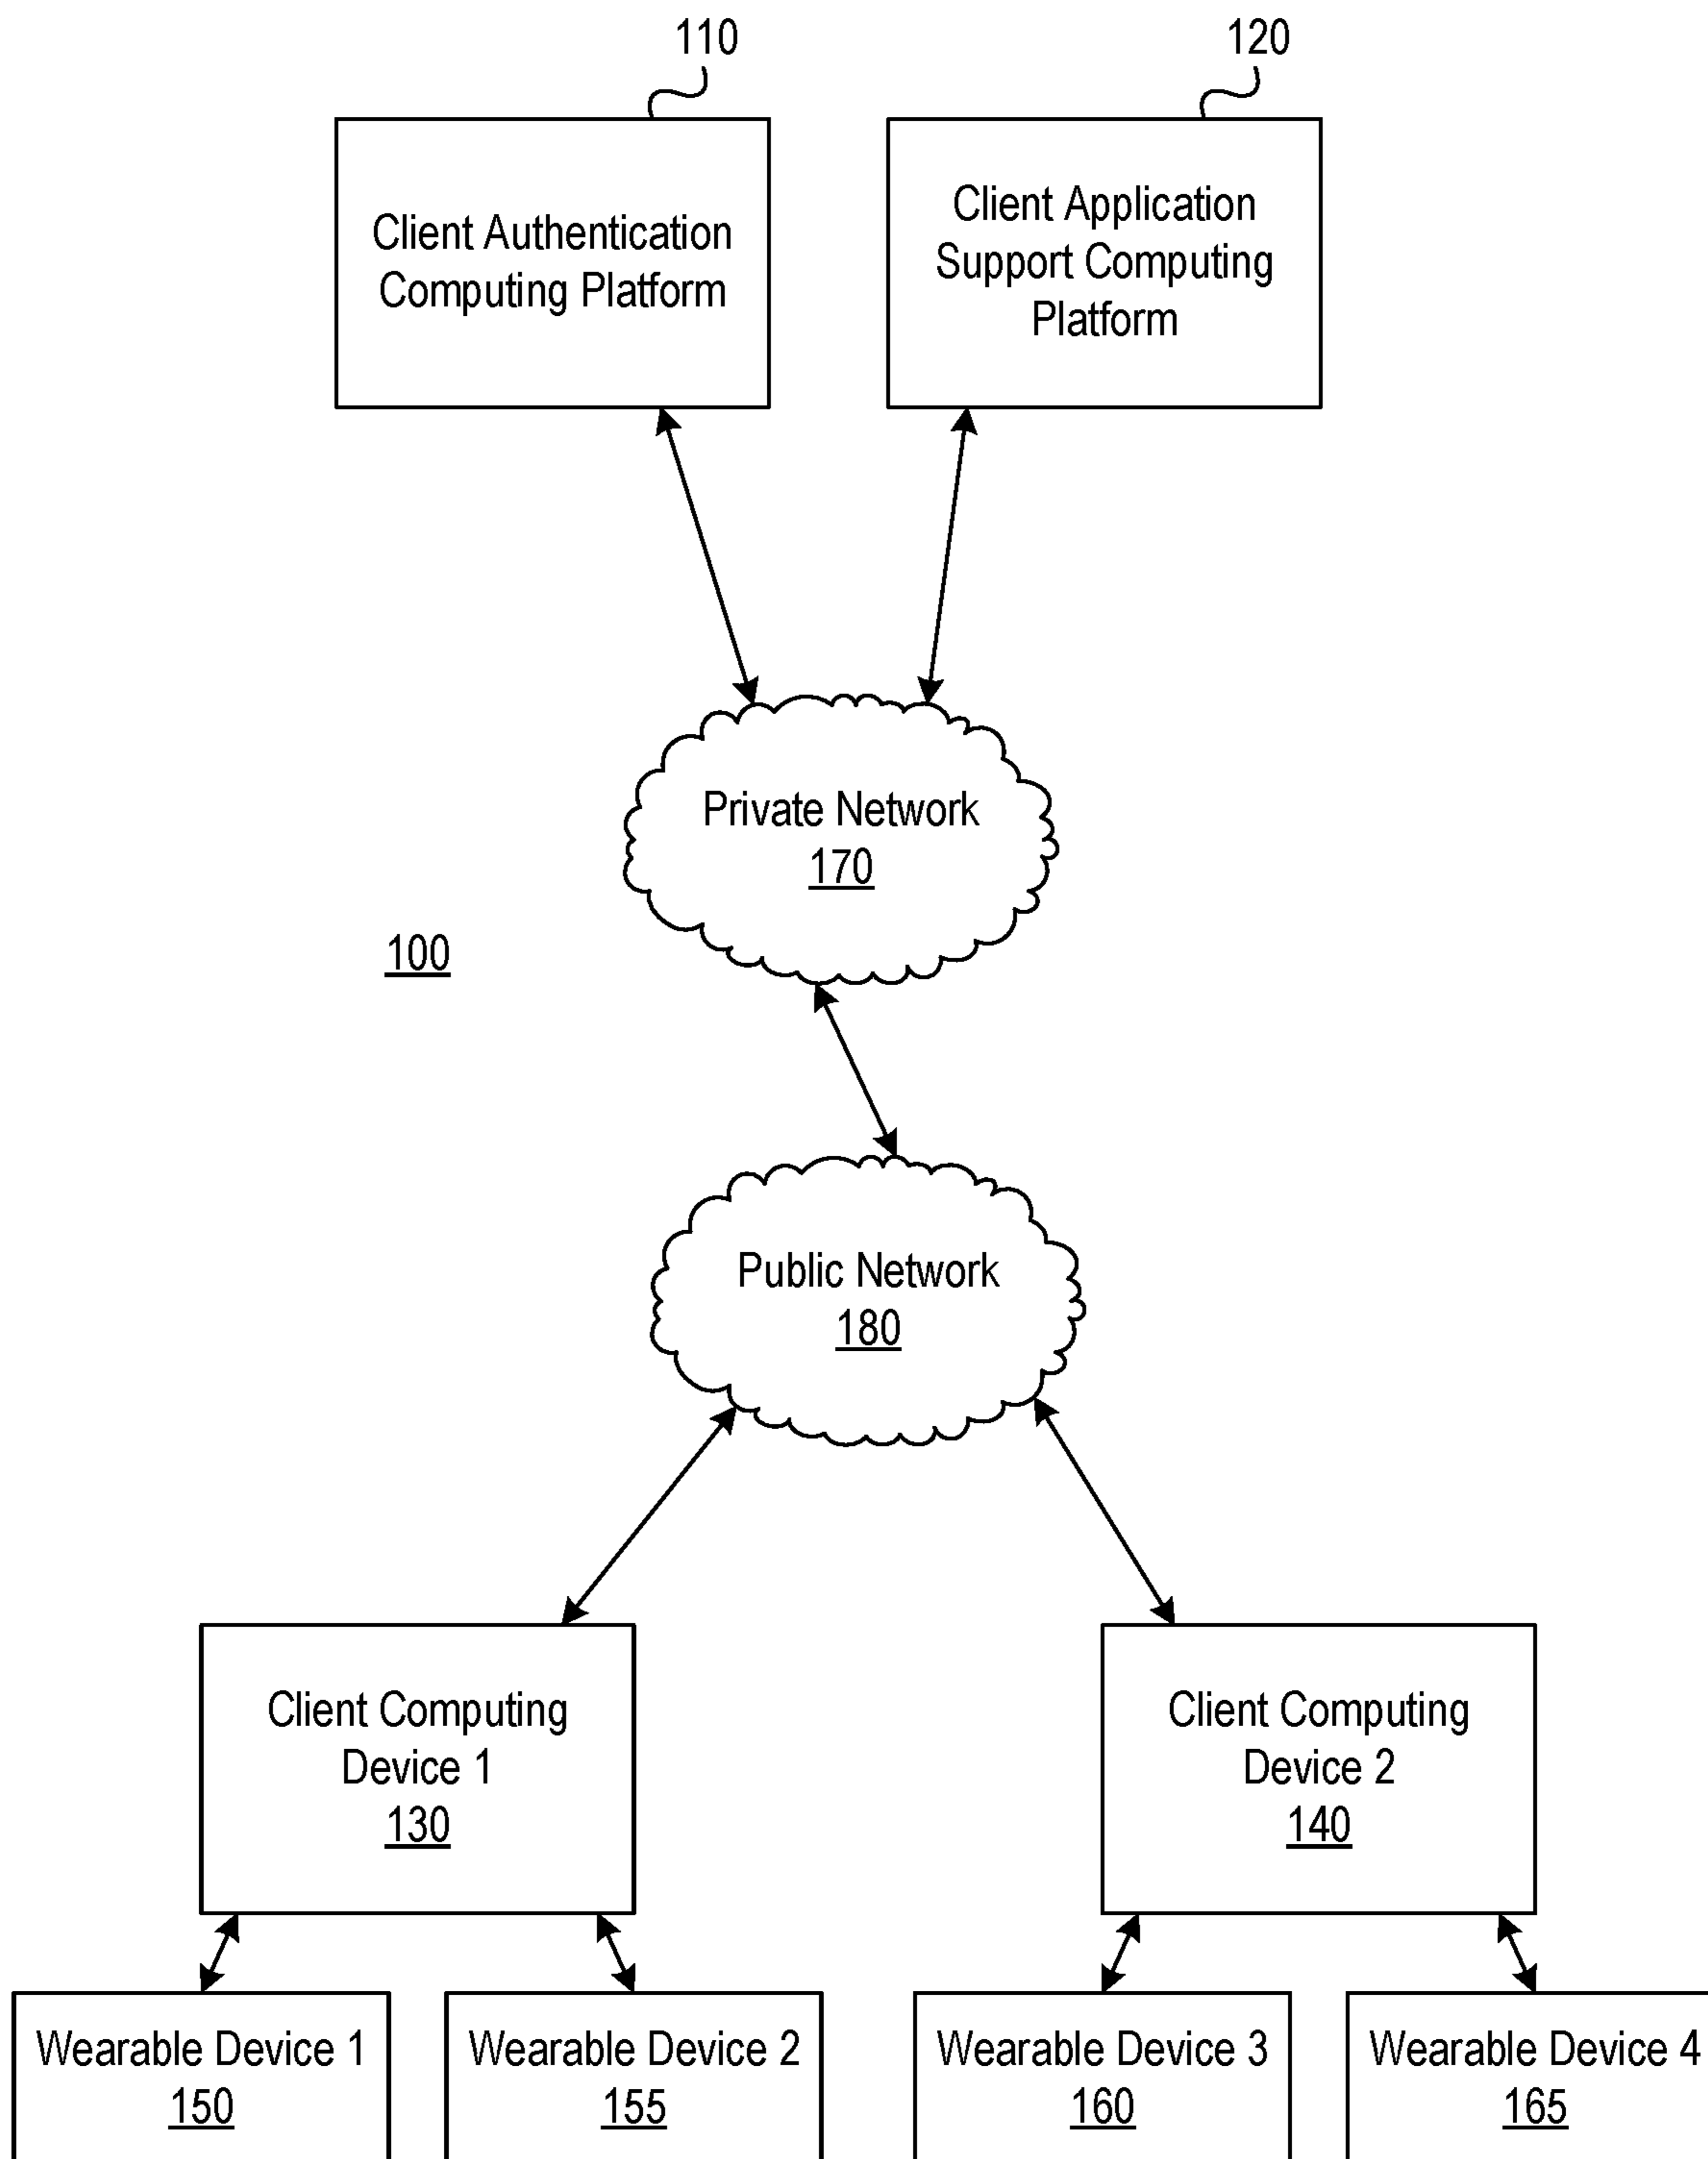 110
120
Client Authentication
Computing Platform
Client Application
Support Computing
Platform
Private Network
170
100
Public Network
180
Client Computing
Device 1
130
Client Computing
Device 2
140
Wearable Device 1
150
Wearable Device 2
155
Wearable Device 3
160
Wearable Device 4
165